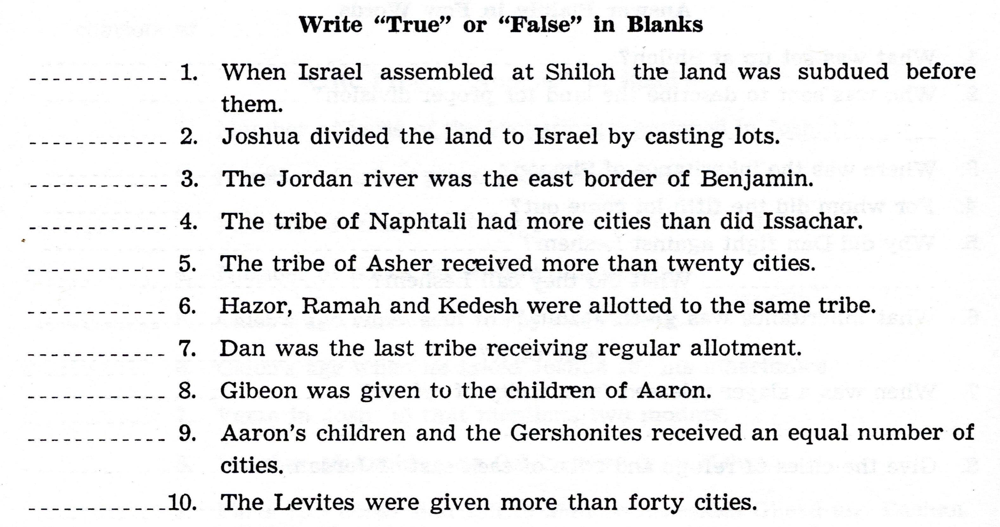 Write “True” or “False” in Blanks
------------ 1. When Israel assembled at Shiloh the land was subdued before
them.
------------ 2. Joshua divided the land to Israel by casting lots.
------------ 3. The Jordan river was the east border of Benjamin.
------------ 4. The tribe of Naphtali had more cities than did Issachar.
------------ 5. The tribe of Asher received more than twenty cities.
------------ 6. Hazor, Ramah and Kedesh were allotted to the same tribe.
------------ 7. Dan was the last tribe receiving regular allotment.
------------ 8. Gibeon was given to the children of Aaron.
------------ 9. Aaron’s children and the Gershonites received an equal number of
cities.
------------10. The Levites were given more than forty cities.